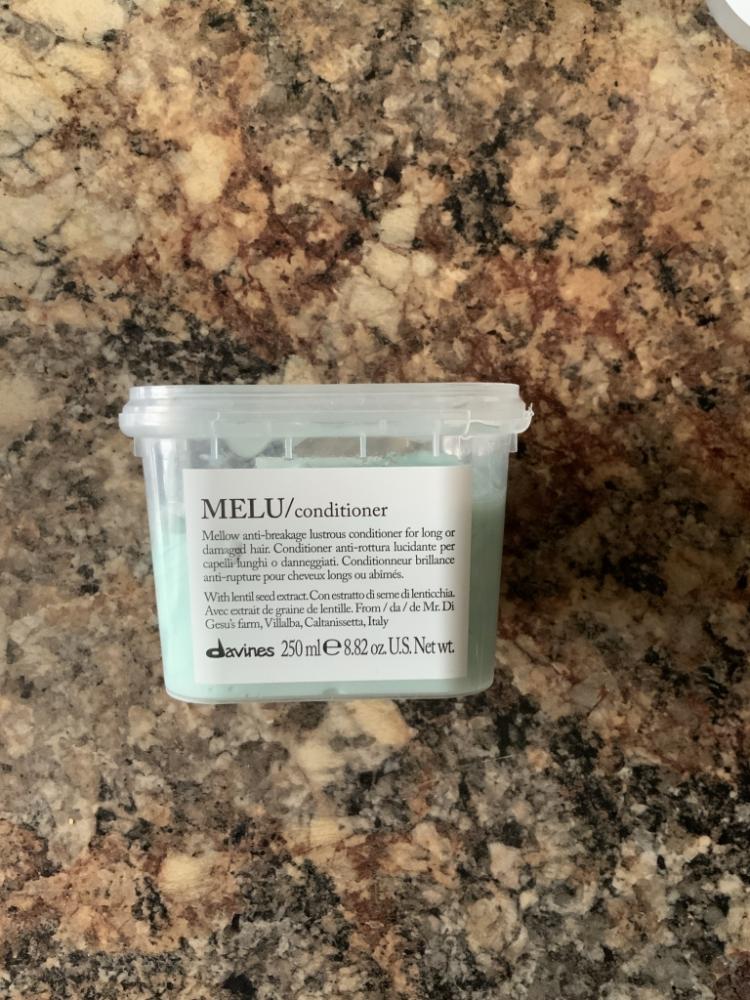 MELU/conditioner
Mellow anti-breakage lustrous conditioner for long or
damaged hair. Conditioner anti-rottura lucidante per
capelli lunghi o danneggiati. Conditionneur brillance
anti-rupture pour cheveux longs ou abîmés.
With lentil seed extract. Con estratto di seme di lenticchia.
Avec extrait de graine de lentille. From / da / de Mr. Di
Gesu's farm, Villalba, Caltanissetta, Italy
davines 250 ml ℮ 8.82 oz. U.S. Net wt.